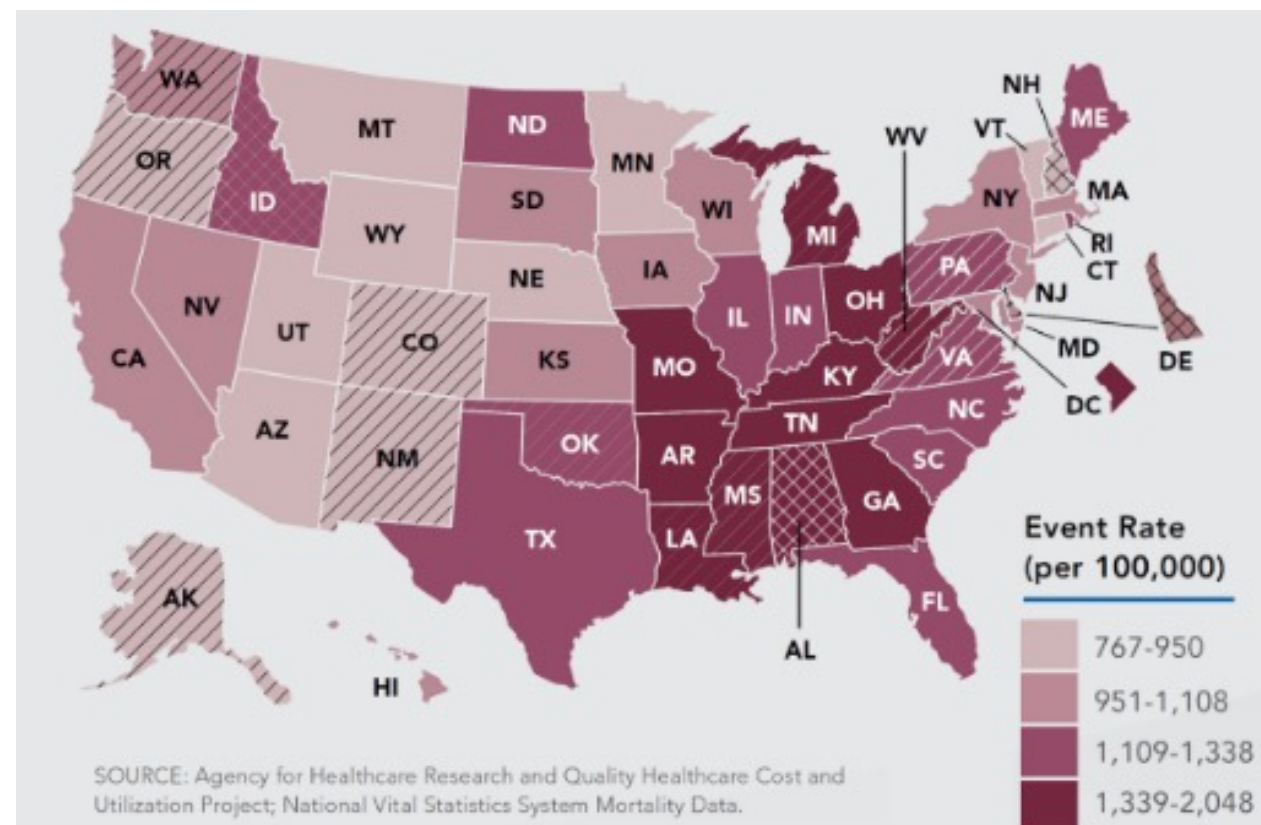 WA
MT
ND
MN
OR
ID
SD
WI
WY
MI
NH
VT
ME
WV
NY
MA
RI
CT
PA
NJ
IA
NE
NV
UT
CO
CA
KS
IL
IN
OH
MO
KY
VA
MD
DE
DC
NC
TN
AZ
NM
OK
AR
SC
MS
GA
LA
TX
FL
AL
AK
HI
Event Rate
(per 100,000)
767-950
951-1,108
1,109-1,338
1,339-2,048
SOURCE: Agency for Healthcare Research and Quality Healthcare Cost and
Utilization Project; National Vital Statistics System Mortality Data.